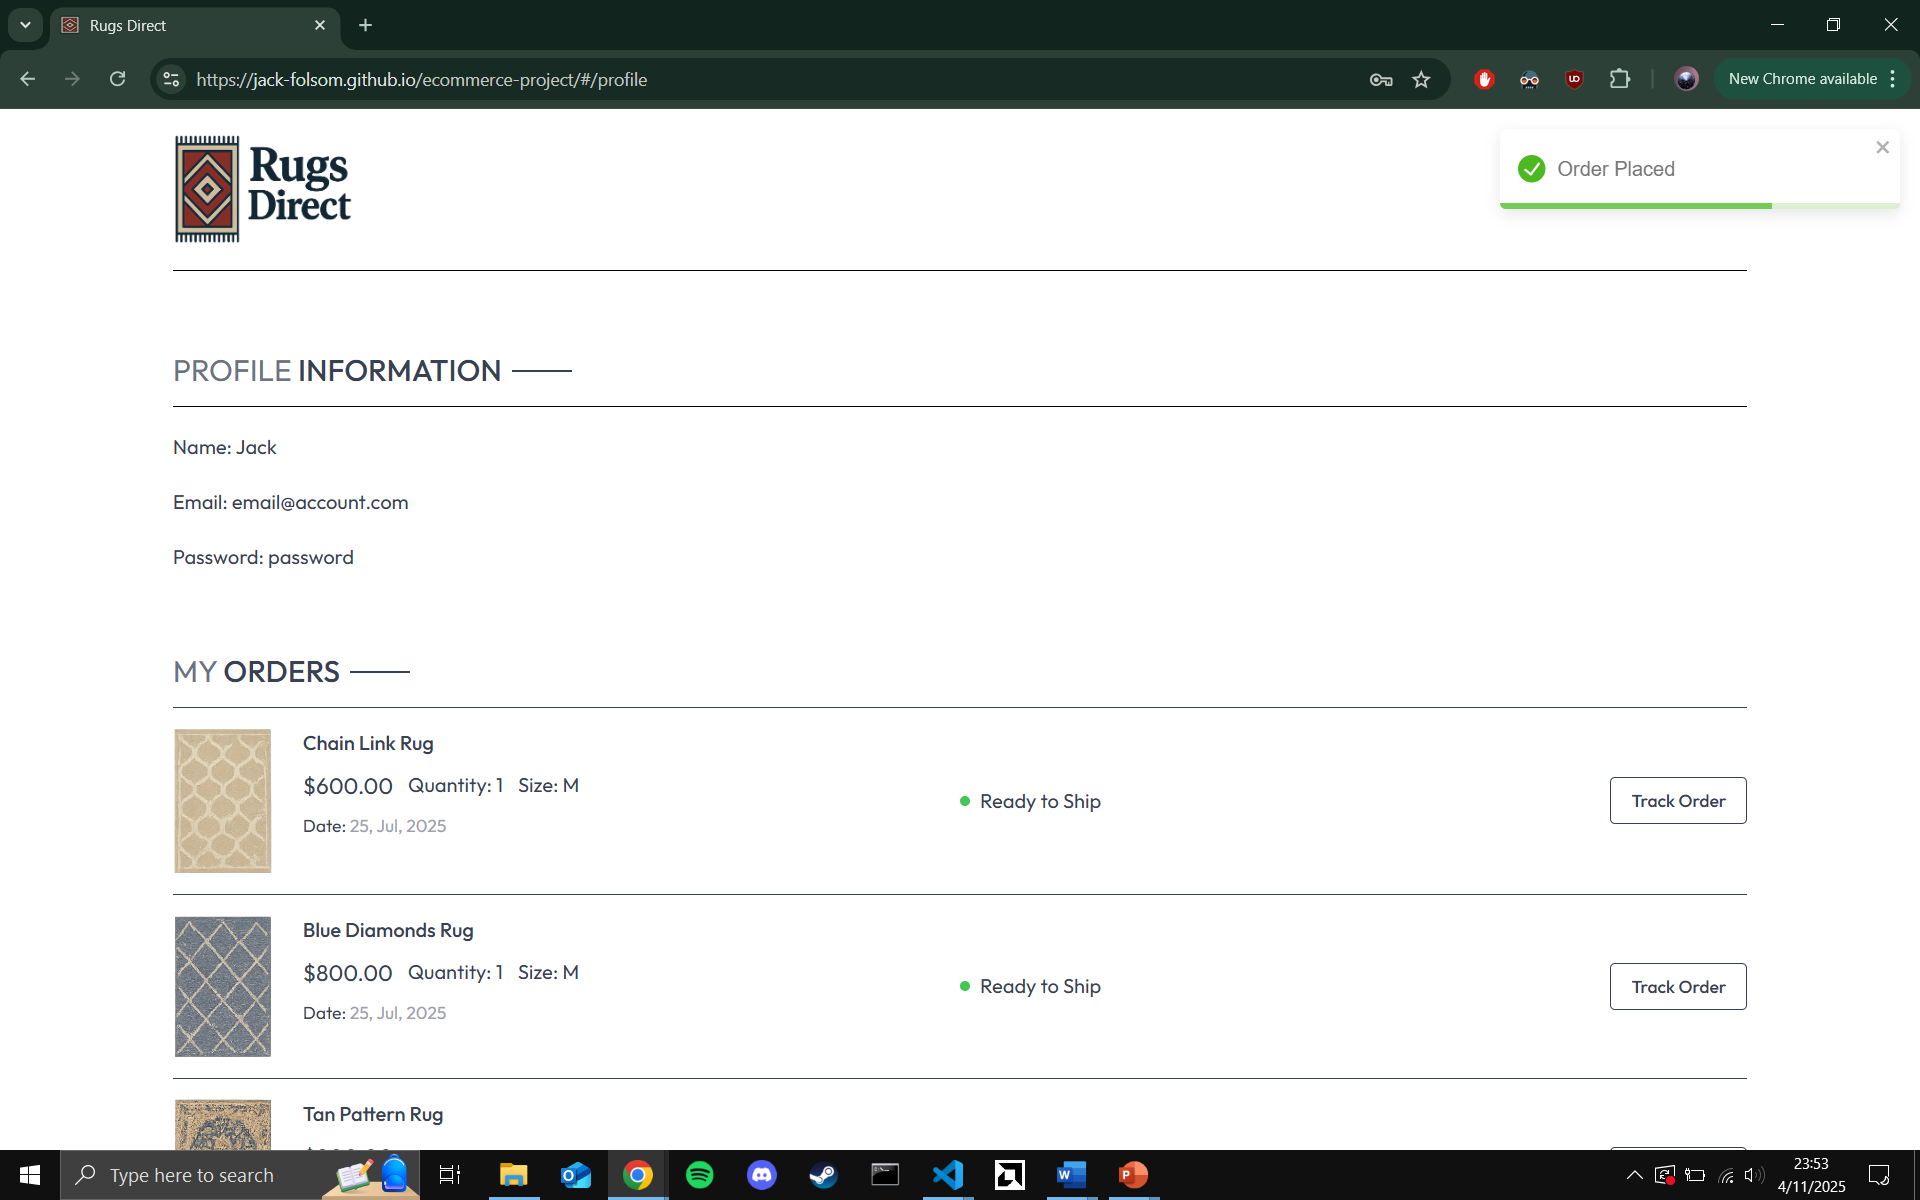 Rugs Direct
https://jack-folsom.github.io/ecommerce-project/#/profile
New Chrome available
Rugs
Direct
Order Placed
PROFILE INFORMATION
Name: Jack
Email: email@account.com
Password: password
MY ORDERS
Chain Link Rug
$600.00 Quantity: 1 Size: M
Date: 25, Jul, 2025
Ready to Ship
Track Order
Blue Diamonds Rug
$800.00 Quantity: 1 Size: M
Date: 25, Jul, 2025
Ready to Ship
Track Order
Tan Pattern Rug
Type here to search
23:53
4/11/2025